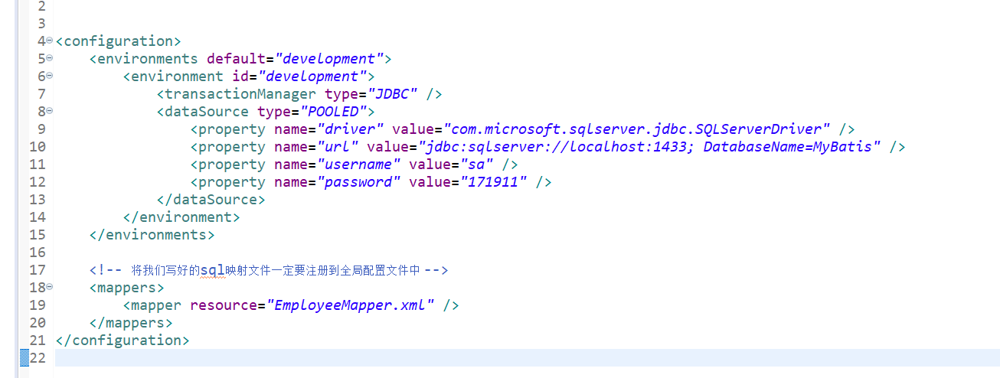 2
3
4 <configuration>
5     <environments default="development">
6         <environment id="development">
7             <transactionManager type="JDBC" />
8             <dataSource type="POOLED">
9                 <property name="driver" value="com.microsoft.sqlserver.jdbc.SQLServerDriver" />
10                 <property name="url" value="jdbc:sqlserver://localhost:1433; DatabaseName=MyBatis" />
11                 <property name="username" value="sa" />
12                 <property name="password" value="171911" />
13             </dataSource>
14         </environment>
15     </environments>
16
17     <!-- 将我们写好的sql映射文件一定要注册到全局配置文件中 -->
18     <mappers>
19         <mapper resource="EmployeeMapper.xml" />
20     </mappers>
21 </configuration>
22